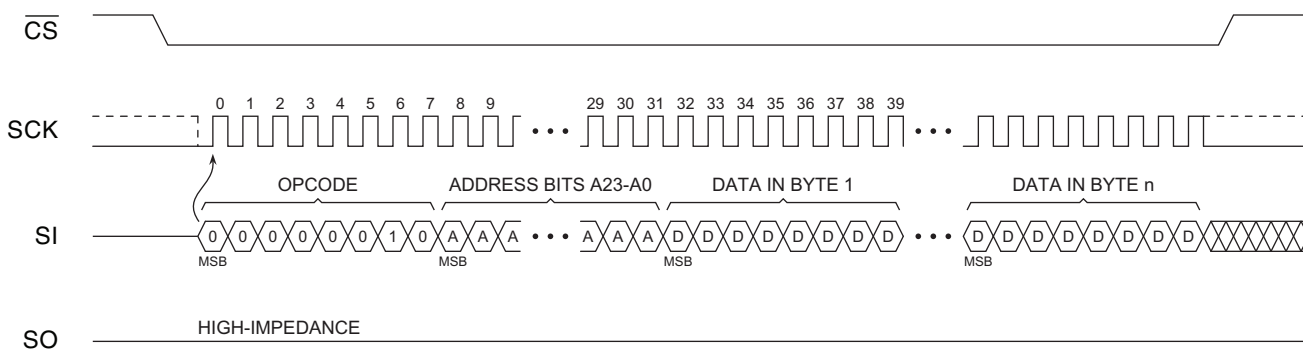 CS
0 1 2 3 4 5 6 7 8 9 29 30 31 32 33 34 35 36 37 38 39
SCK
OPCODE ADDRESS BITS A23-A0 DATA IN BYTE 1 DATA IN BYTE n
SI 0 0 0 0 0 0 1 0 A A A A A A D D D D D D D D D D D D D D D D
MSB MSB MSB MSB
HIGH-IMPEDANCE
SO